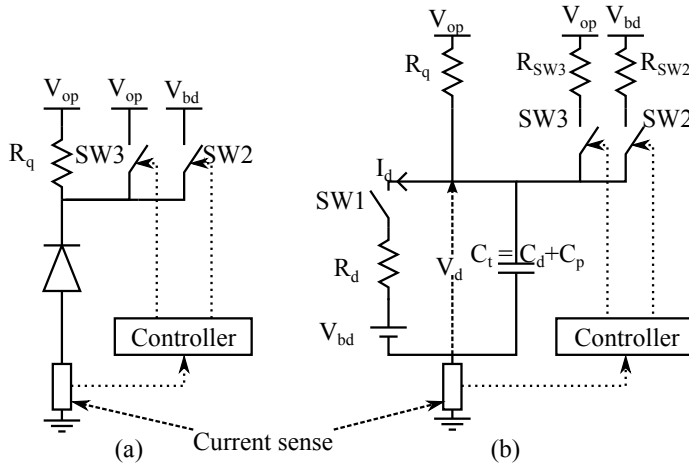 V_op V_op V_bd
R_q SW3 SW2
Controller
(a)
Current sense
V_op V_op V_bd
R_q R_SW3 R_SW2
SW3 SW2
I_d
SW1
R_d V_d C_t = C_d+C_p
V_bd
Controller
(b)